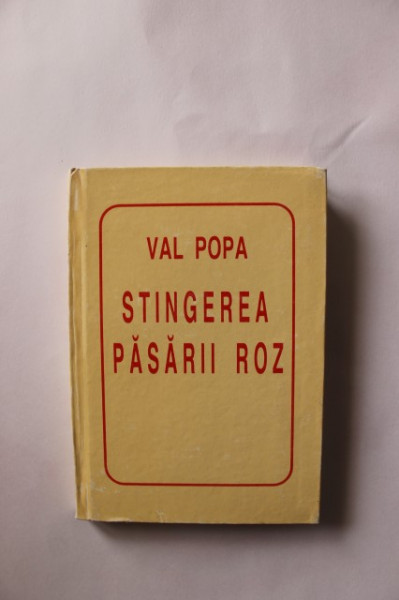 VAL POPA
STINGEREA
PĂSĂRII ROZ